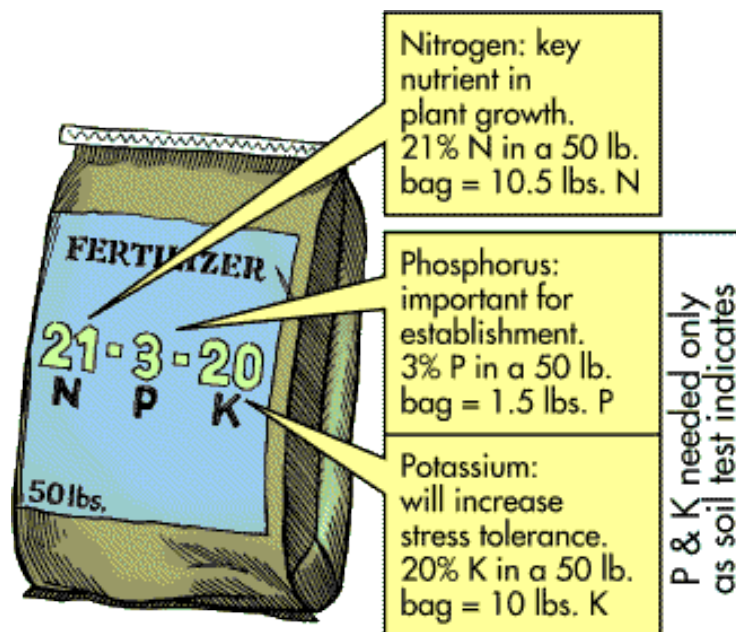 FERTILIZER
21-3-20
N P K
50 lbs.
Nitrogen: key
nutrient in
plant growth.
21% N in a 50 lb.
bag = 10.5 lbs. N
Phosphorus:
important for
establishment.
3% P in a 50 lb.
bag = 1.5 lbs. P
Potassium:
will increase
stress tolerance.
20% K in a 50 lb.
bag = 10 lbs. K
P & K needed only
as soil test indicates